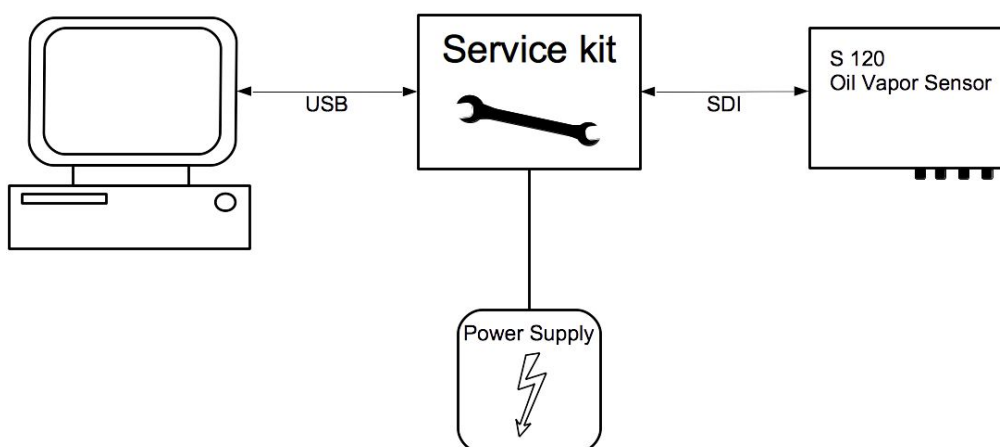 Service kit
USB
SDI
S 120
Oil Vapor Sensor
Power Supply